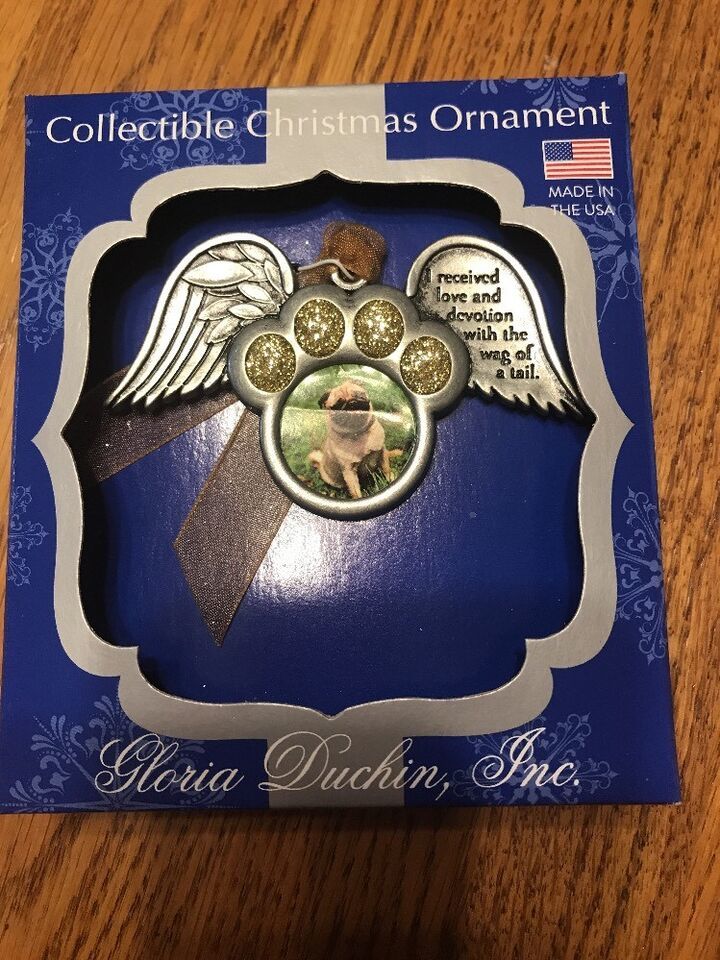 Collectible Christmas Ornament
MADE IN
THE USA
I received
love and
devotion
with the
wag of
a tail.
Gloria Duchin, Inc.